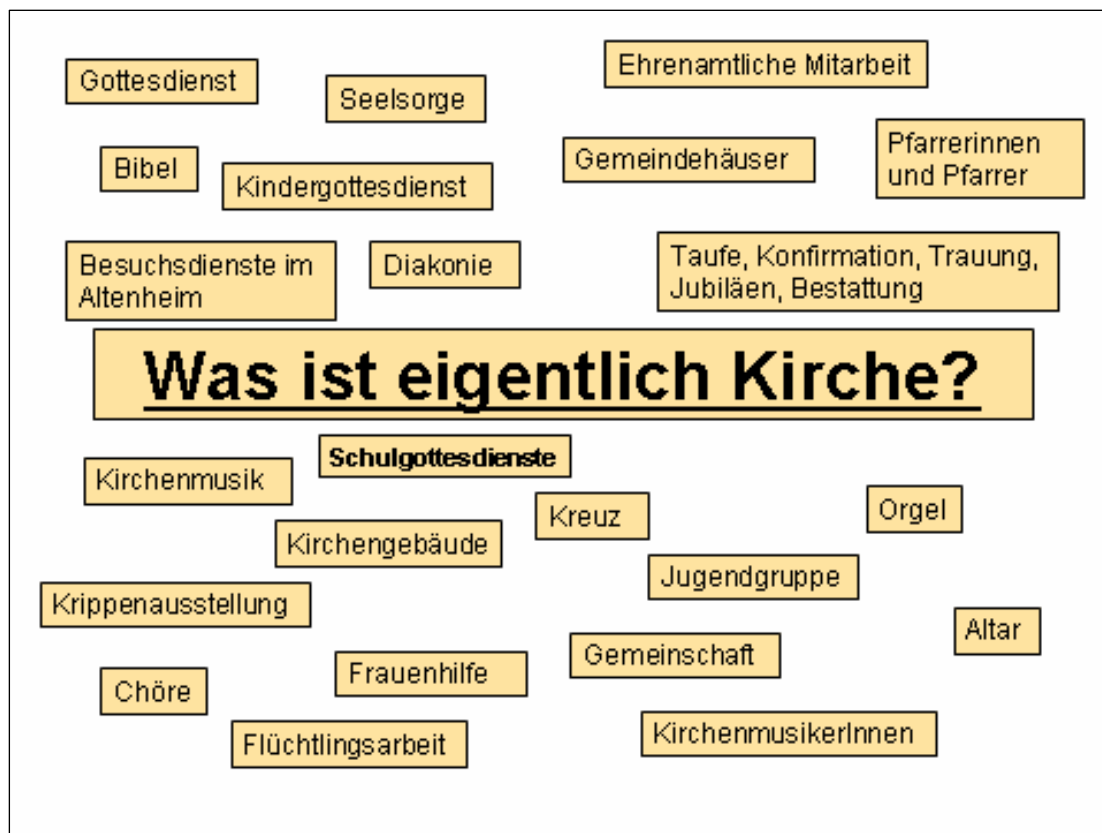 Gottesdienst
Seelsorge
Ehrenamtliche Mitarbeit
Bibel
Kindergottesdienst
Gemeindehäuser
Pfarrerinnen
und Pfarrer
Besuchsdienste im
Altenheim
Diakonie
Taufe, Konfirmation, Trauung,
Jubiläen, Bestattung
Was ist eigentlich Kirche?
Schulgottesdienste
Kirchenmusik
Kreuz
Orgel
Kirchengebäude
Jugendgruppe
Krippenausstellung
Altar
Gemeinschaft
Frauenhilfe
Chöre
Flüchtlingsarbeit
KirchenmusikerInnen